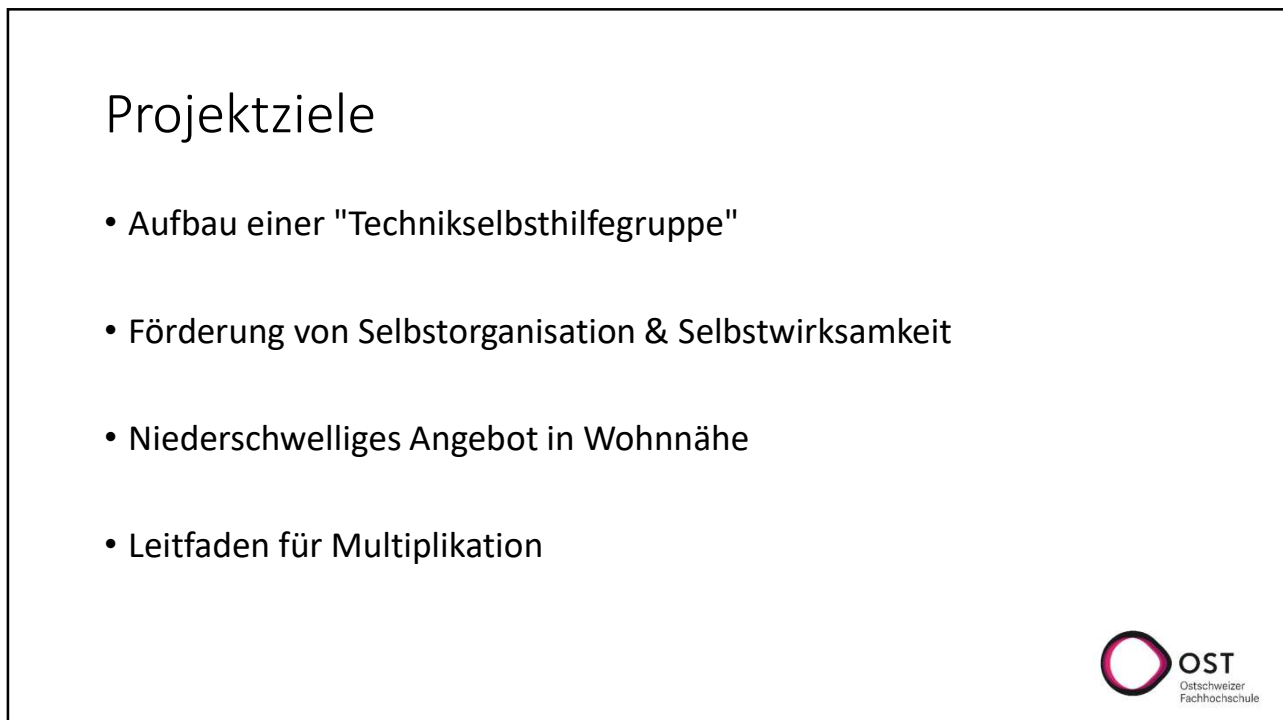 Projektziele
• Aufbau einer "Technikselbsthilfegruppe"
• Förderung von Selbstorganisation & Selbstwirksamkeit
• Niederschwelliges Angebot in Wohnnähe
• Leitfaden für Multiplikation
OST
Ostschweizer
Fachhochschule